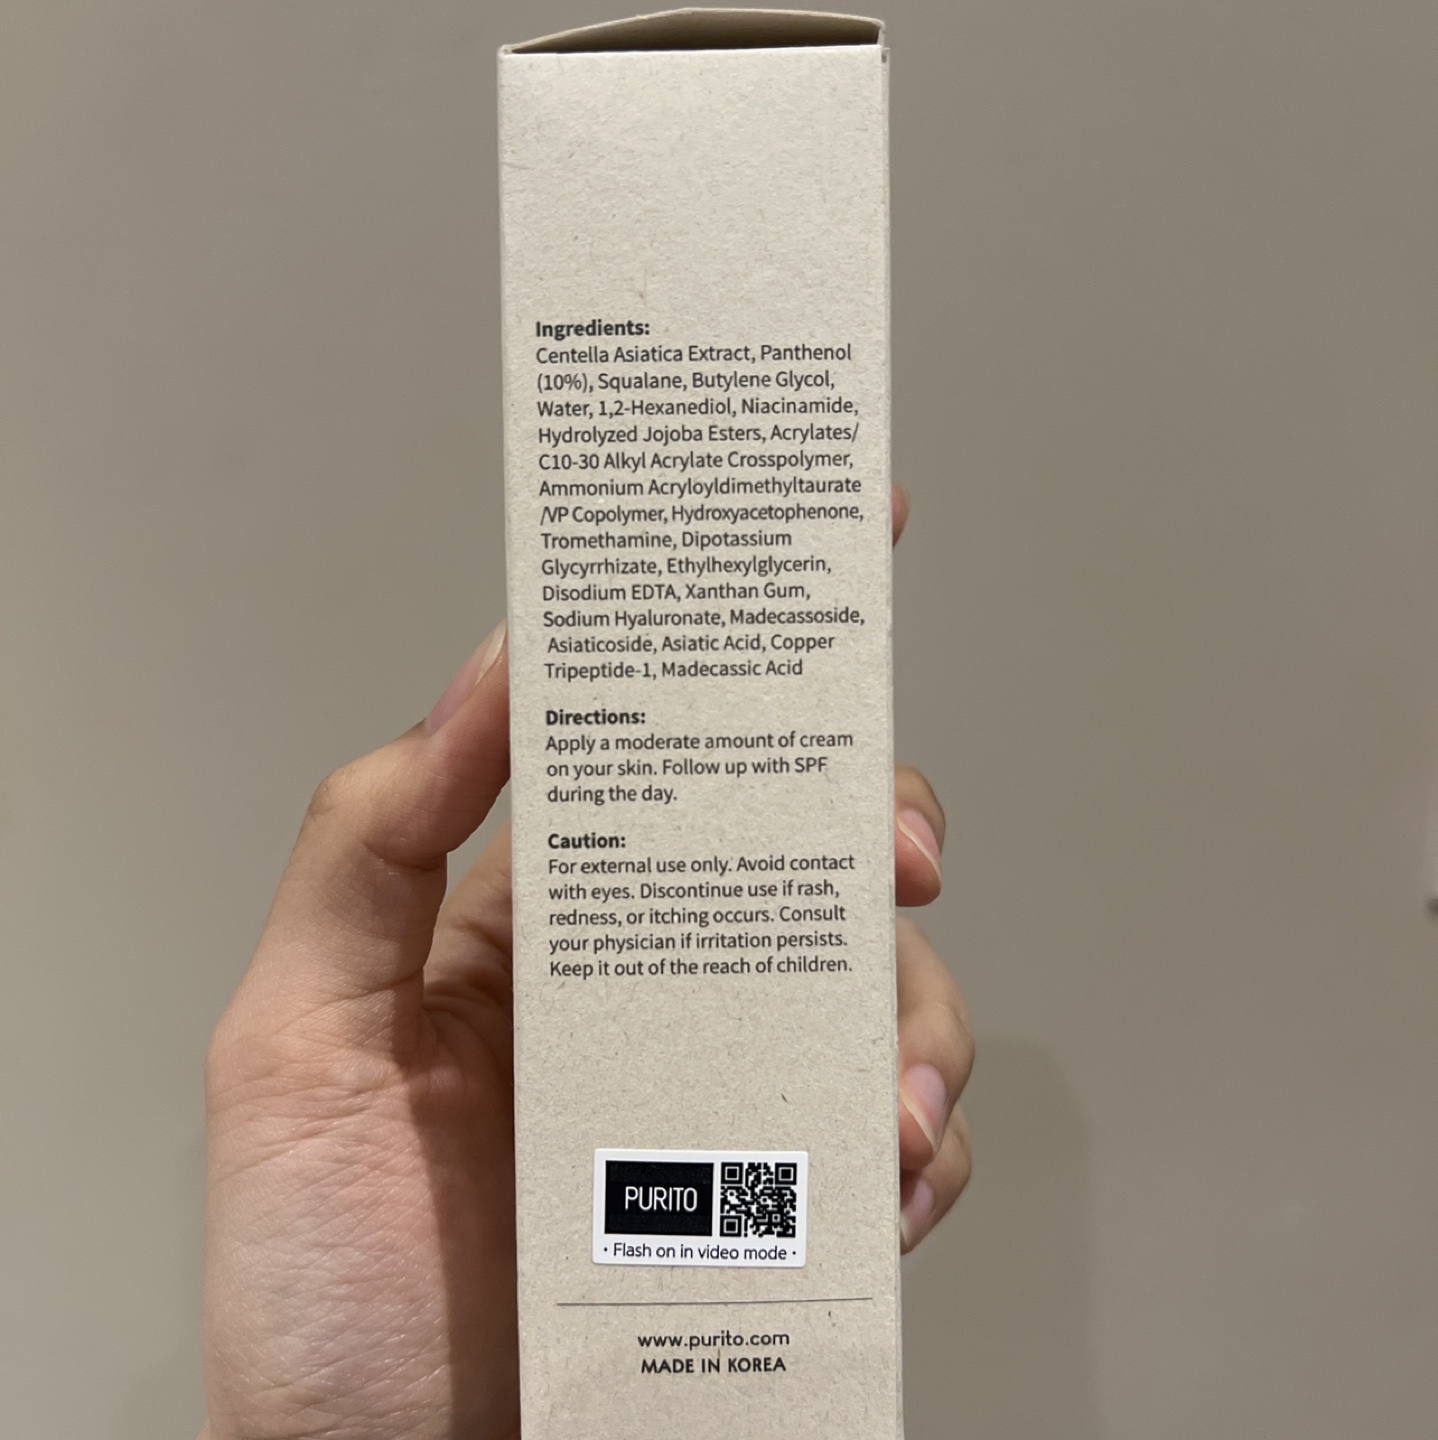 Ingredients:
Centella Asiatica Extract, Panthenol
(10%), Squalane, Butylene Glycol,
Water, 1,2-Hexanediol, Niacinamide,
Hydrolyzed Jojoba Esters, Acrylates/
C10-30 Alkyl Acrylate Crosspolymer,
Ammonium Acryloyldimethyltaurate
/VP Copolymer, Hydroxyacetophenone,
Tromethamine, Dipotassium
Glycyrrhizate, Ethylhexylglycerin,
Disodium EDTA, Xanthan Gum,
Sodium Hyaluronate, Madecassoside,
Asiaticoside, Asiatic Acid, Copper
Tripeptide-1, Madecassic Acid
Directions:
Apply a moderate amount of cream
on your skin. Follow up with SPF
during the day.
Caution:
For external use only. Avoid contact
with eyes. Discontinue use if rash,
redness, or itching occurs. Consult
your physician if irritation persists.
Keep it out of the reach of children.
PURITO
· Flash on in video mode ·
www.purito.com
MADE IN KOREA